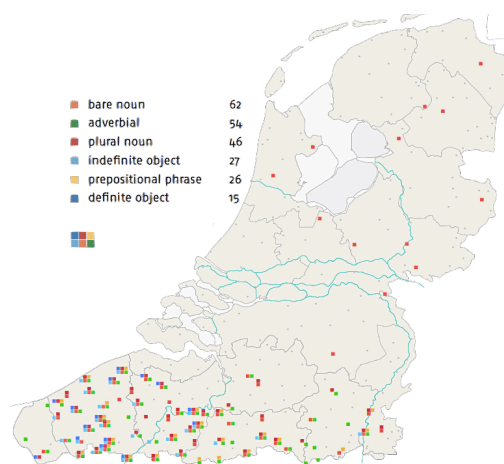 bare noun 62
adverbial 54
plural noun 46
indefinite object 27
prepositional phrase 26
definite object 15